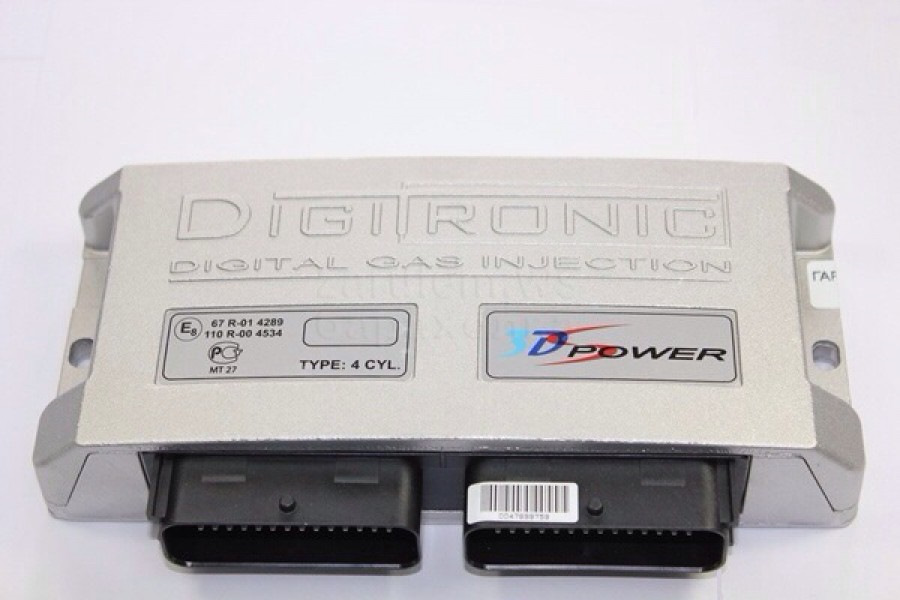 DIGITRONIC
DIGITAL GAS INJECTION
E8 67 R-01 4289
110 R-00 4534
MT 27
TYPE: 4 CYL.
3D POWER
ГАР